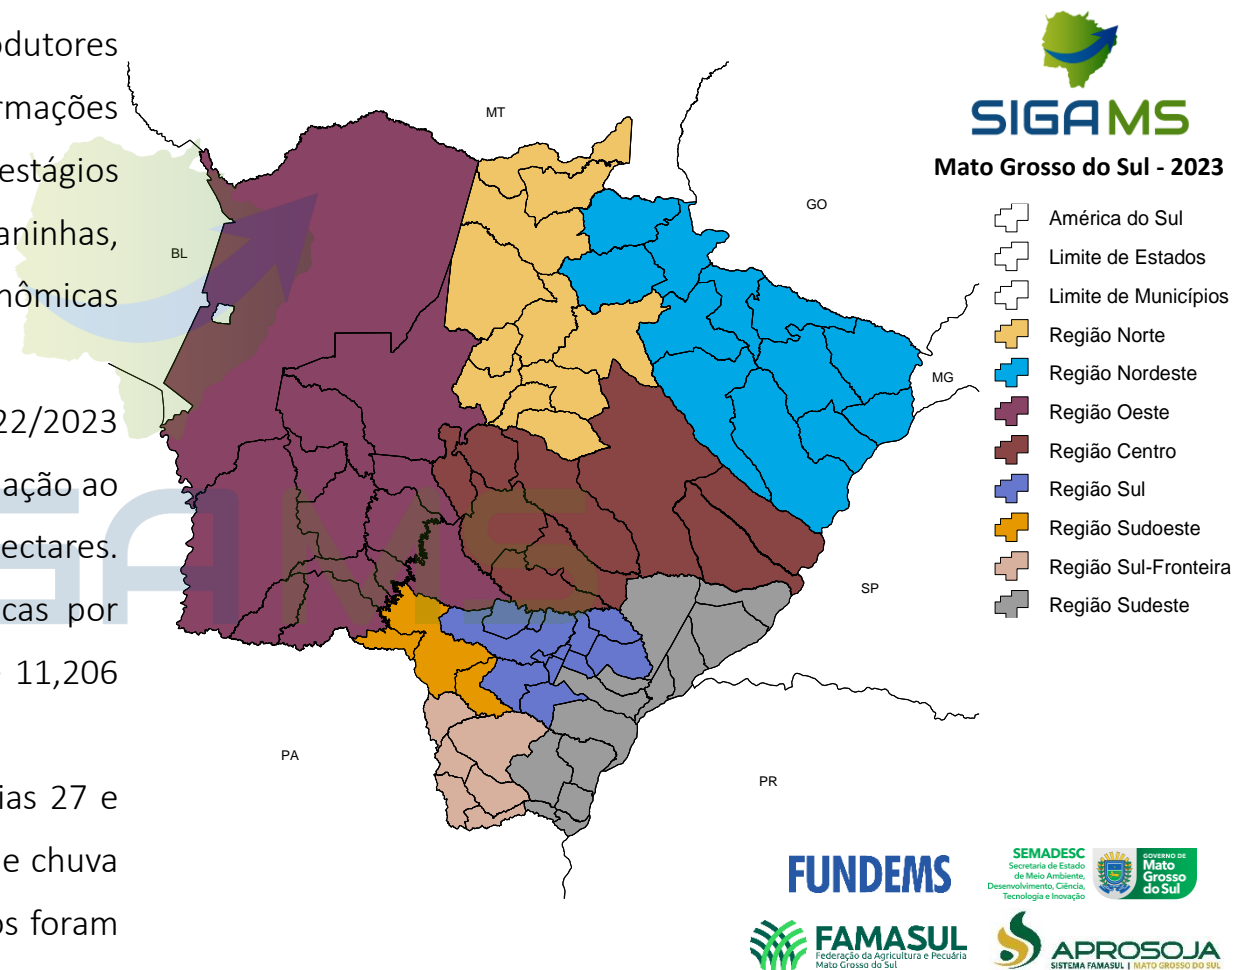 odutores
rmações
estágios
aninhas,
nômicas
22/2023
ação ao
ectares.
cas por
11,206
ias 27 e
e chuva
os foram
MT
GO
BL
MG
SP
PA
PR
SIGAMS
Mato Grosso do Sul - 2023
América do Sul
Limite de Estados
Limite de Municípios
Região Norte
Região Nordeste
Região Oeste
Região Centro
Região Sul
Região Sudoeste
Região Sul-Fronteira
Região Sudeste
GA MS
FUNDEMS
SEMADESC
Secretaria de Estado
de Meio Ambiente,
Desenvolvimento, Ciência,
Tecnologia e Inovação
GOVERNO DE
Mato
Grosso
do Sul
FAMASUL
Federação da Agricultura e Pecuária
Mato Grosso do Sul
APROSOJA
SISTEMA FAMASUL | MATO GROSSO DO SUL